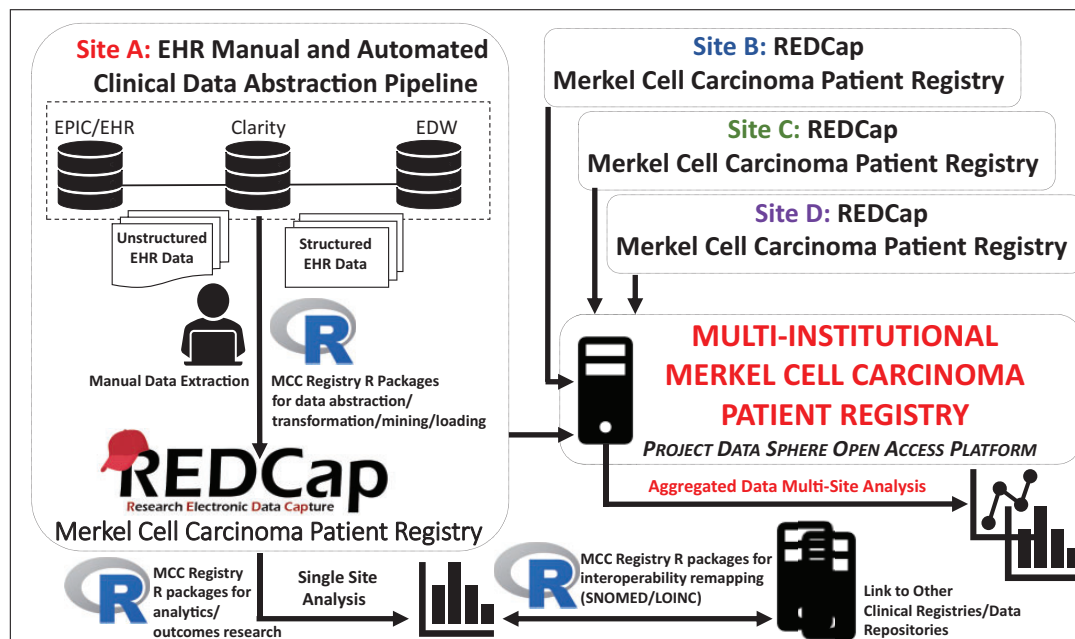 Site A: EHR Manual and Automated
Clinical Data Abstraction Pipeline
EPIC/EHR
Clarity
EDW
Unstructured
EHR Data
Structured
EHR Data
Manual Data Extraction
R
MCC Registry R Packages
for data abstraction/
transformation/mining/loading
REDCap
Research Electronic Data Capture
Merkel Cell Carcinoma Patient Registry
R
MCC Registry
R packages for
analytics/
outcomes research
Single Site
Analysis
R
MCC Registry R packages for
interoperability remapping
(SNOMED/LOINC)
Link to Other
Clinical Registries/Data
Repositories
Site B: REDCap
Merkel Cell Carcinoma Patient Registry
Site C: REDCap
Merkel Cell Carcinoma Patient Registry
Site D: REDCap
Merkel Cell Carcinoma Patient Registry
MULTI-INSTITUTIONAL
MERKEL CELL CARCINOMA
PATIENT REGISTRY
PROJECT DATA SPHERE OPEN ACCESS PLATFORM
Aggregated Data Multi-Site Analysis